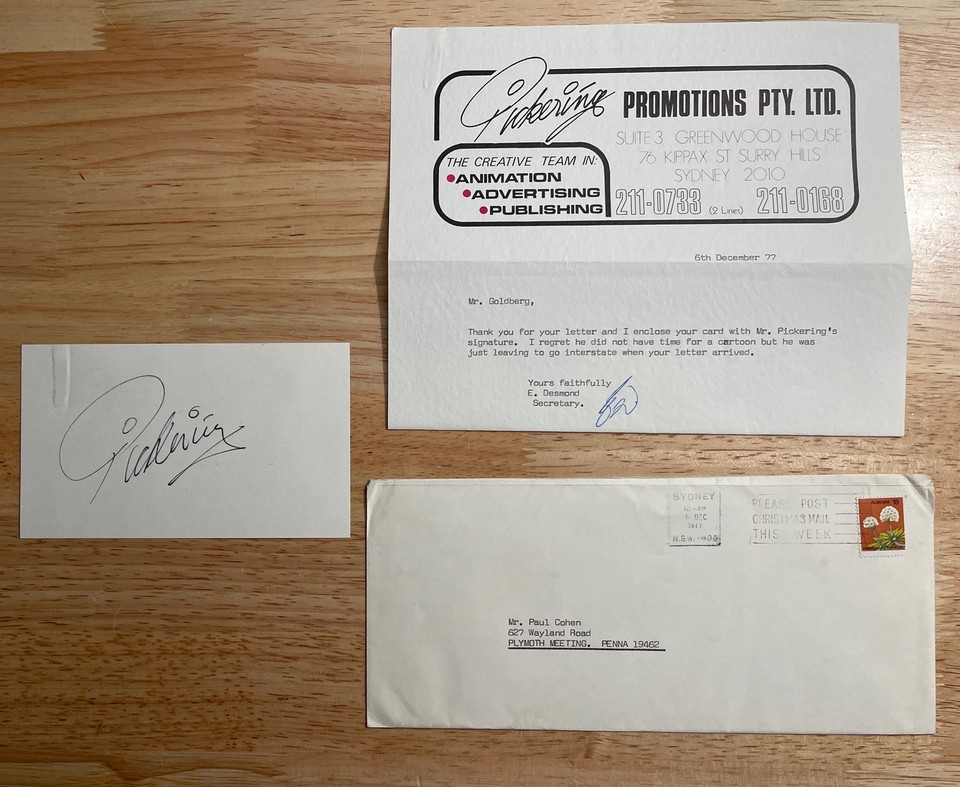 Pickering PROMOTIONS PTY. LTD.
SUITE 3 GREENWOOD HOUSE
76 KIPPAX ST SURRY HILLS
SYDNEY 2010
211-0733 (2 Lines) 211-0168
THE CREATIVE TEAM IN:
ANIMATION
ADVERTISING
PUBLISHING
6th December 77
Mr. Goldberg,
Thank you for your letter and I enclose your card with Mr. Pickering's
signature. I regret he did not have time for a cartoon but he was
just leaving to go interstate when your letter arrived.
Yours faithfully
E. Desmond
Secretary.
Pickering
SYDNEY
6 DEC
1977
N.S.W.
PLEASE POST
CHRISTMAS MAIL
THIS WEEK
Australia 18
Mr. Paul Cohen
627 Wayland Road
PLYMOTH MEETING. PENNA 19462